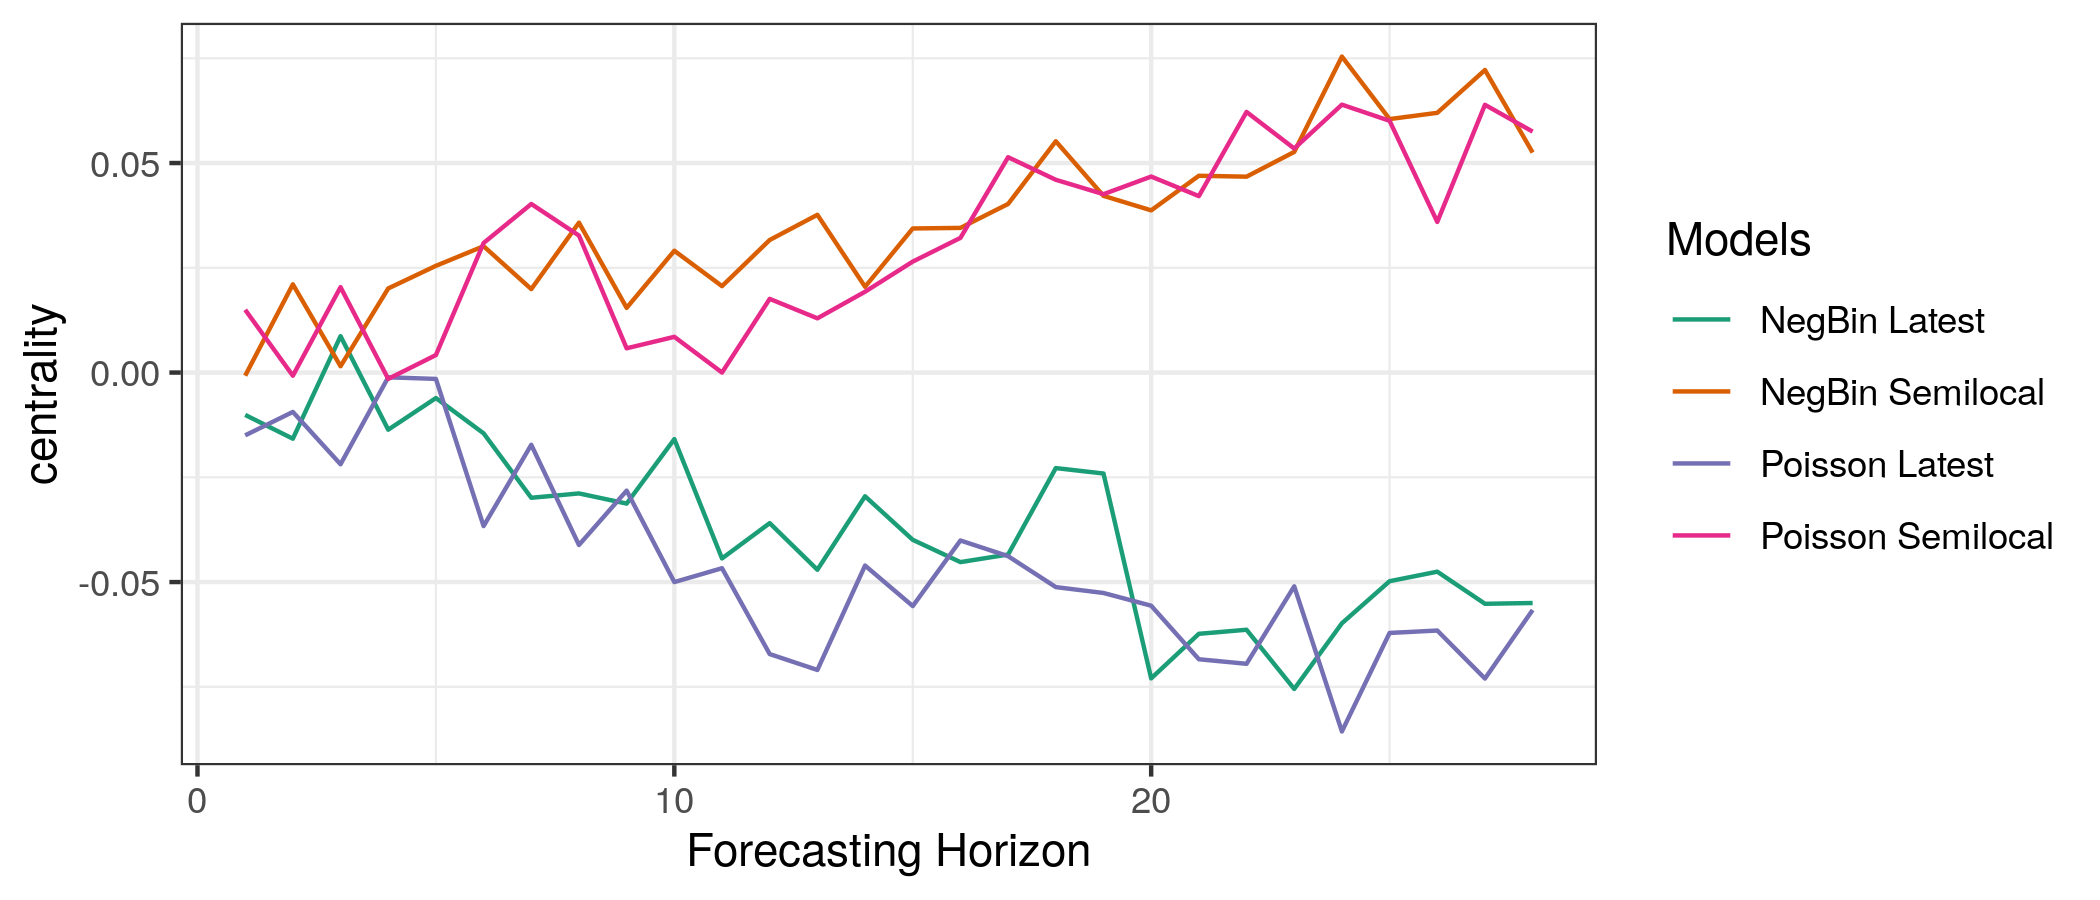 centrality
0.05
0.00
-0.05
0
10
20
Forecasting Horizon
Models
NegBin Latest
NegBin Semilocal
Poisson Latest
Poisson Semilocal